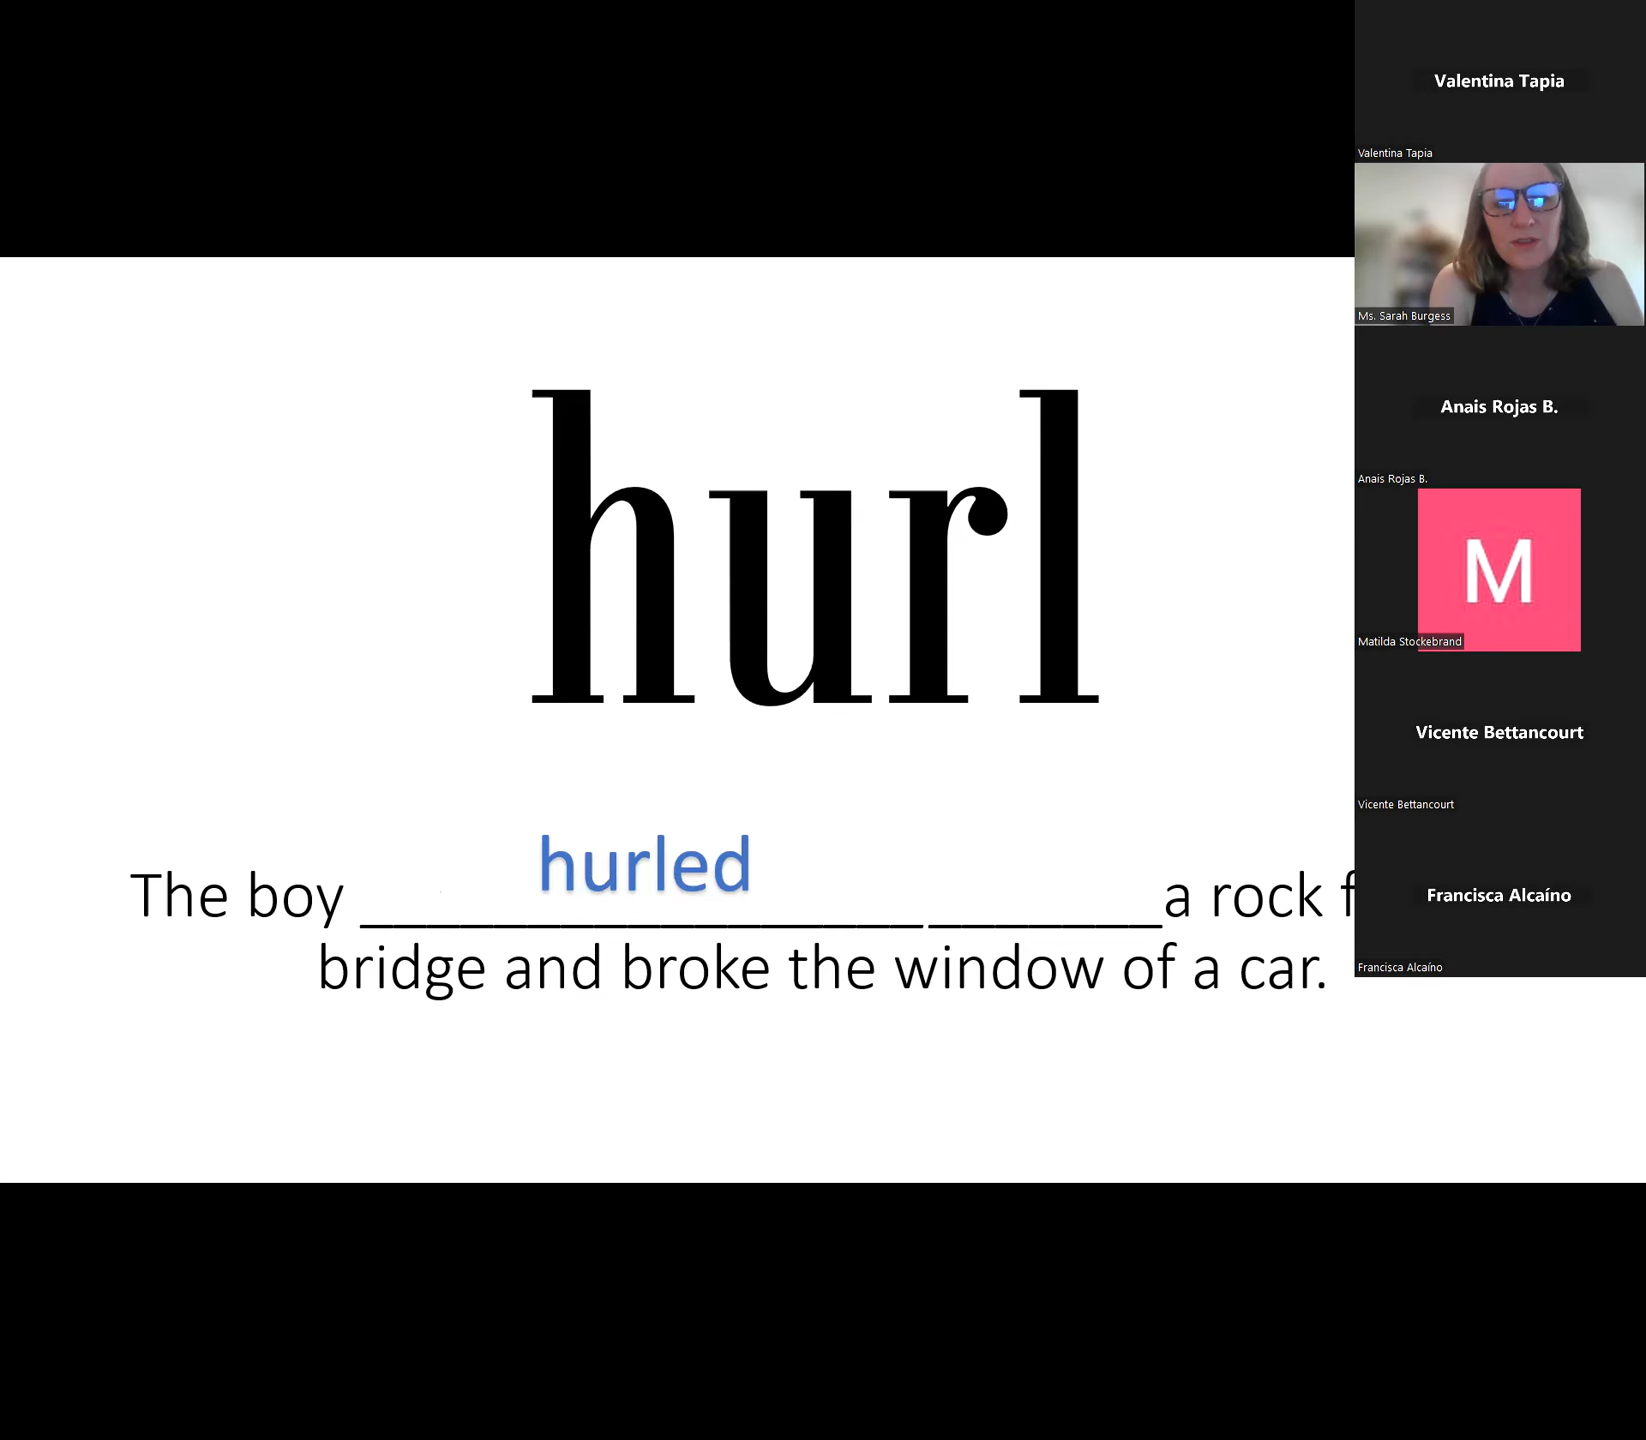 hurl
hurled
The boy ________________________a rock f
bridge and broke the window of a car.
Valentina Tapia
Valentina Tapia
Ms. Sarah Burgess
Anais Rojas B.
Anais Rojas B.
M
Matilda Stockebrand
Vicente Bettancourt
Vicente Bettancourt
Francisca Alcaíno
Francisca Alcaíno